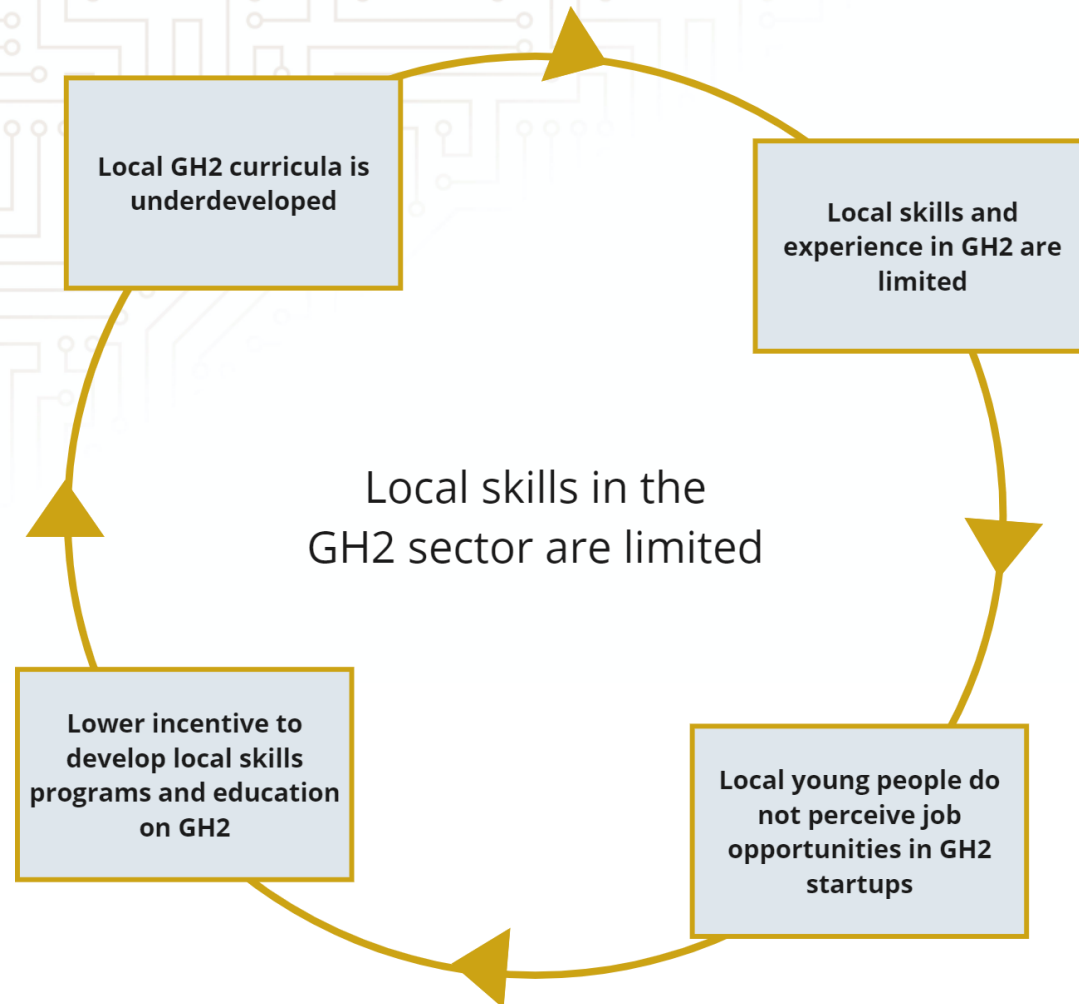 Local GH2 curricula is
underdeveloped
Local skills and
experience in GH2 are
limited
Local skills in the
GH2 sector are limited
Lower incentive to
develop local skills
programs and education
on GH2
Local young people do
not perceive job
opportunities in GH2
startups